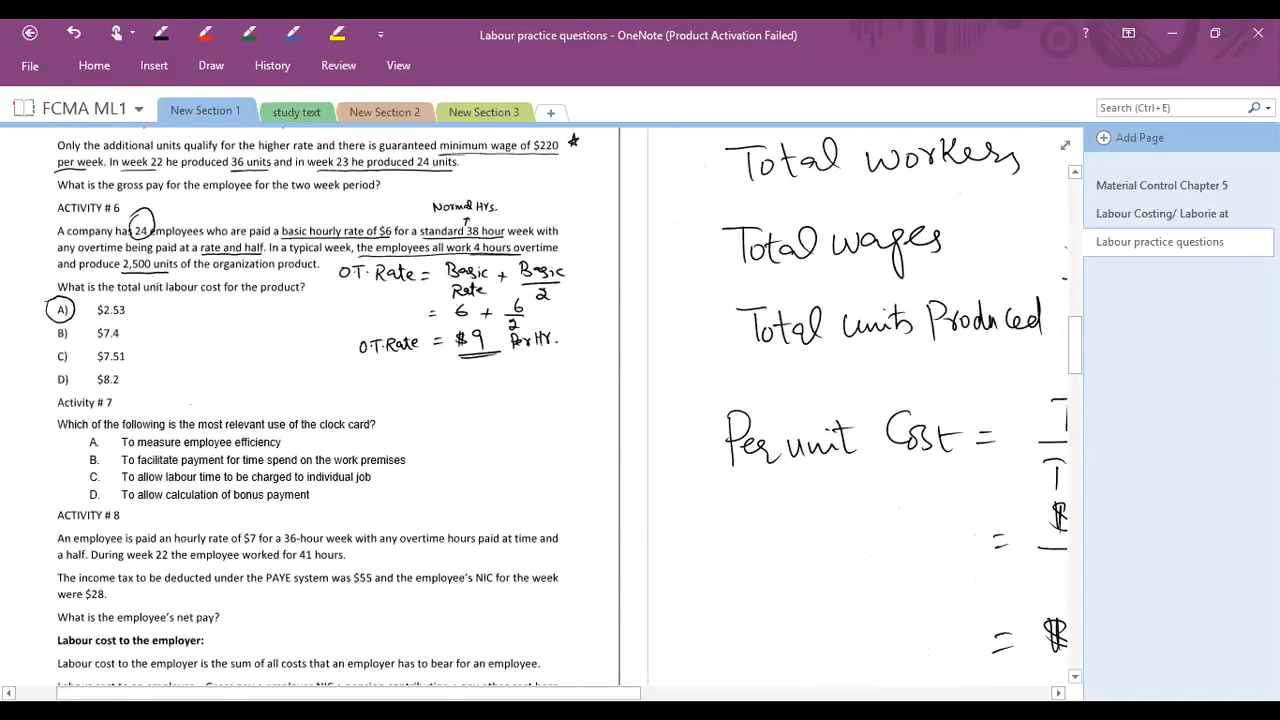 Labour practice questions - OneNote (Product Activation Failed)
File Home Insert Draw History Review View
FCMA ML1 New Section 1 study text New Section 2 New Section 3
Search (Ctrl+E)
Add Page
Material Control Chapter 5
Labour Costing/ Laborie at
Labour practice questions
Only the additional units qualify for the higher rate and there is guaranteed minimum wage of $220
per week. In week 22 he produced 36 units and in week 23 he produced 24 units.
What is the gross pay for the employee for the two week period?
ACTIVITY # 6
Normal Hrs.
A company has 24 employees who are paid a basic hourly rate of $6 for a standard 38 hour week with
any overtime being paid at a rate and half. In a typical week, the employees all work 4 hours overtime
and produce 2,500 units of the organization product.
What is the total unit labour cost for the product?
O.T. Rate = Basic Rate + Basic/2
= 6 + 6/2
O.T. Rate = $9 Per Hr.
A) $2.53
B) $7.4
C) $7.51
D) $8.2
Activity # 7
Which of the following is the most relevant use of the clock card?
A. To measure employee efficiency
B. To facilitate payment for time spend on the work premises
C. To allow labour time to be charged to individual job
D. To allow calculation of bonus payment
ACTIVITY # 8
An employee is paid an hourly rate of $7 for a 36-hour week with any overtime hours paid at time and
a half. During week 22 the employee worked for 41 hours.
The income tax to be deducted under the PAYE system was $55 and the employee's NIC for the week
were $28.
What is the employee's net pay?
Labour cost to the employer:
Labour cost to the employer is the sum of all costs that an employer has to bear for an employee.
Total workers
Total wages
Total units Produced
Per unit Cost =
= $
= $